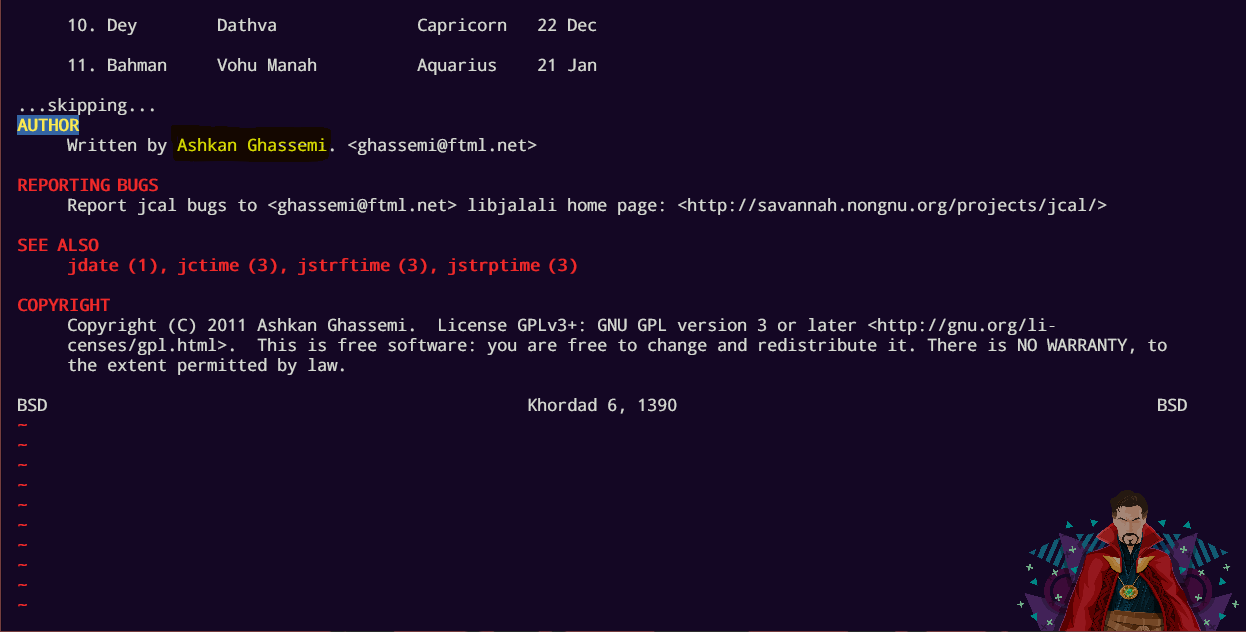 10. Dey        Dathva              Capricorn   22 Dec
11. Bahman     Vohu Manah          Aquarius    21 Jan
...skipping...
AUTHOR
Written by Ashkan Ghassemi. <ghassemi@ftml.net>
REPORTING BUGS
Report jcal bugs to <ghassemi@ftml.net> libjalali home page: <http://savannah.nongnu.org/projects/jcal/>
SEE ALSO
jdate (1), jctime (3), jstrftime (3), jstrptime (3)
COPYRIGHT
Copyright (C) 2011 Ashkan Ghassemi.  License GPLv3+: GNU GPL version 3 or later <http://gnu.org/li-
censes/gpl.html>.  This is free software: you are free to change and redistribute it. There is NO WARRANTY, to
the extent permitted by law.
BSD                    Khordad 6, 1390                    BSD
~
~
~
~
~
~
~
~
~
~